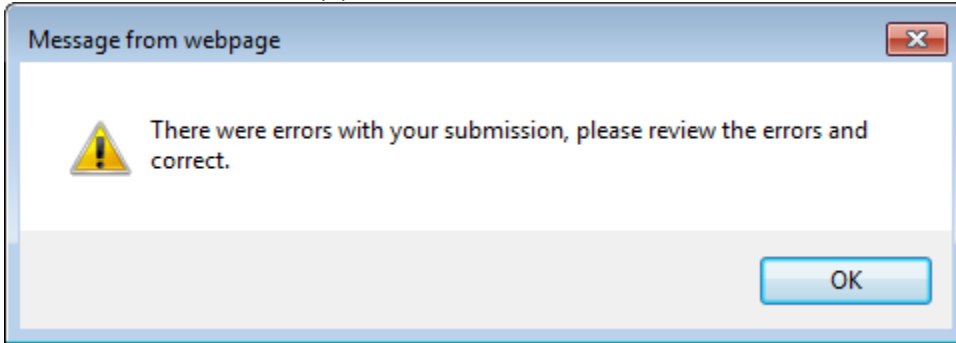 Message from webpage
There were errors with your submission, please review the errors and
correct.
OK